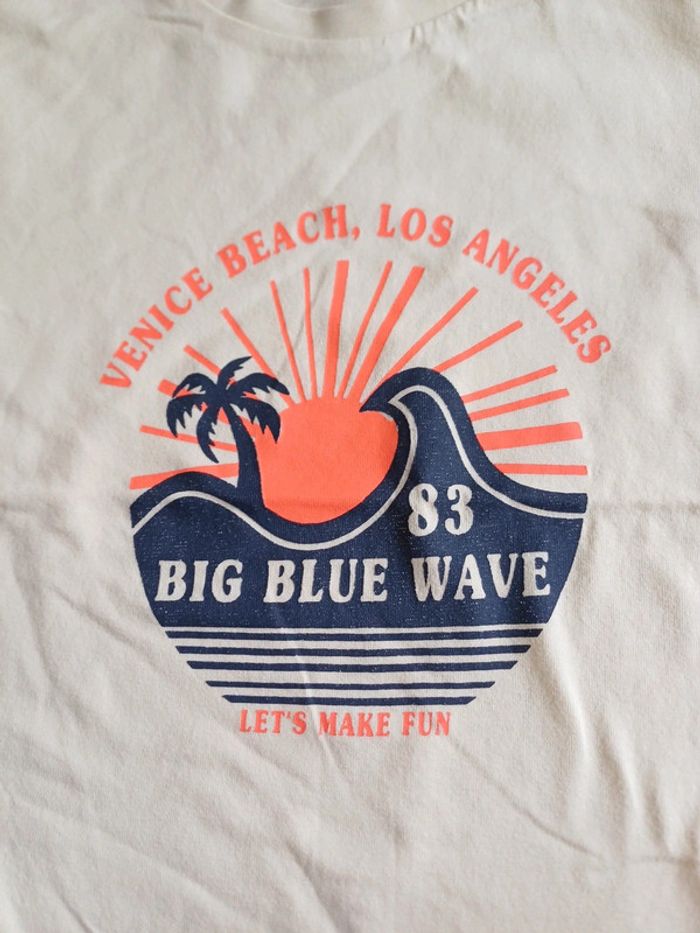 VENICE BEACH, LOS ANGELES
83
BIG BLUE WAVE
LET'S MAKE FUN